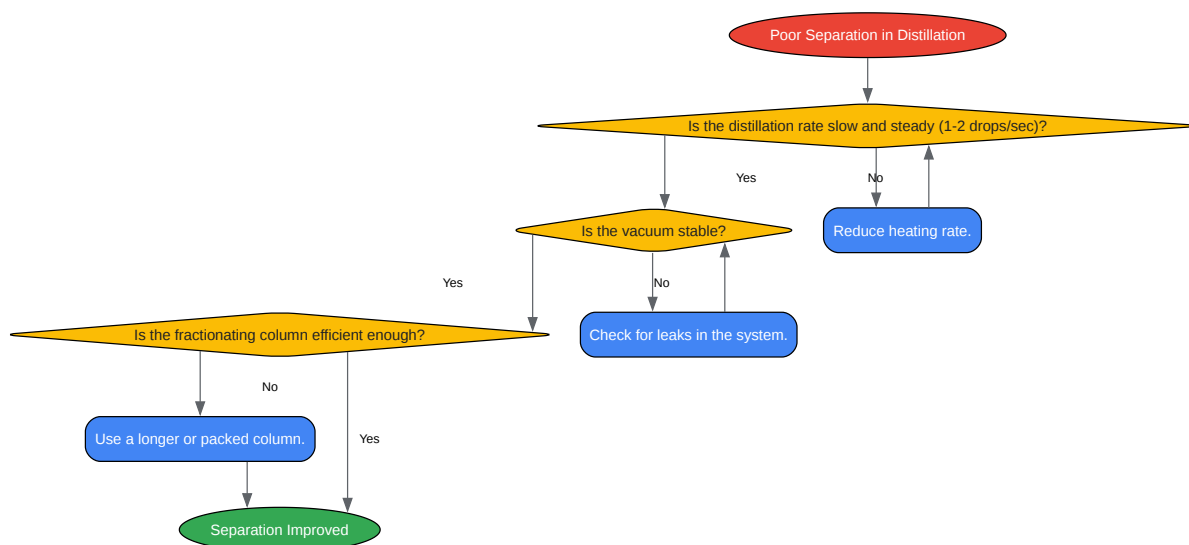 Poor Separation in Distillation
Is the distillation rate slow and steady (1-2 drops/sec)?
Yes
No
Is the vacuum stable?
Reduce heating rate.
Yes
No
Is the fractionating column efficient enough?
Check for leaks in the system.
No
Yes
Use a longer or packed column.
Separation Improved